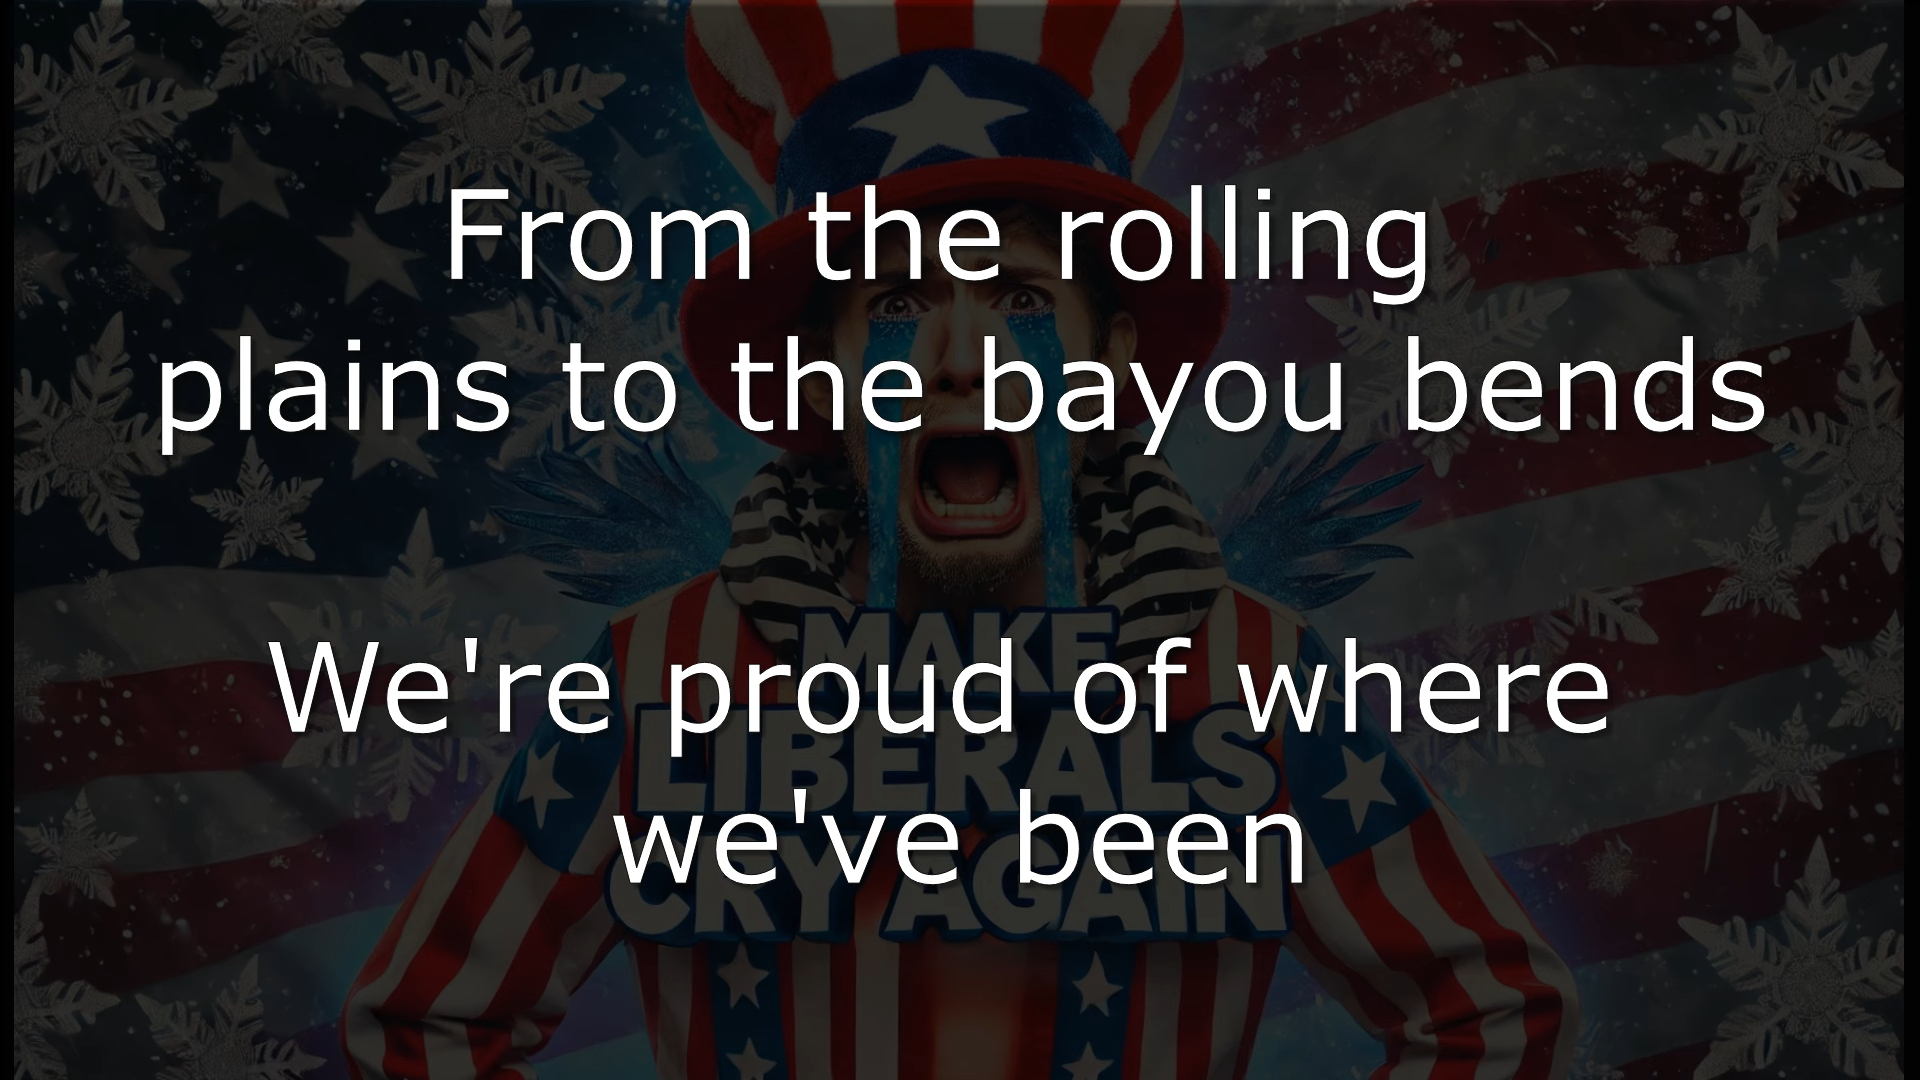 From the rolling
plains to the bayou bends
We're proud of where
we've been
MAKE
LIBERALS
CRY AGAIN